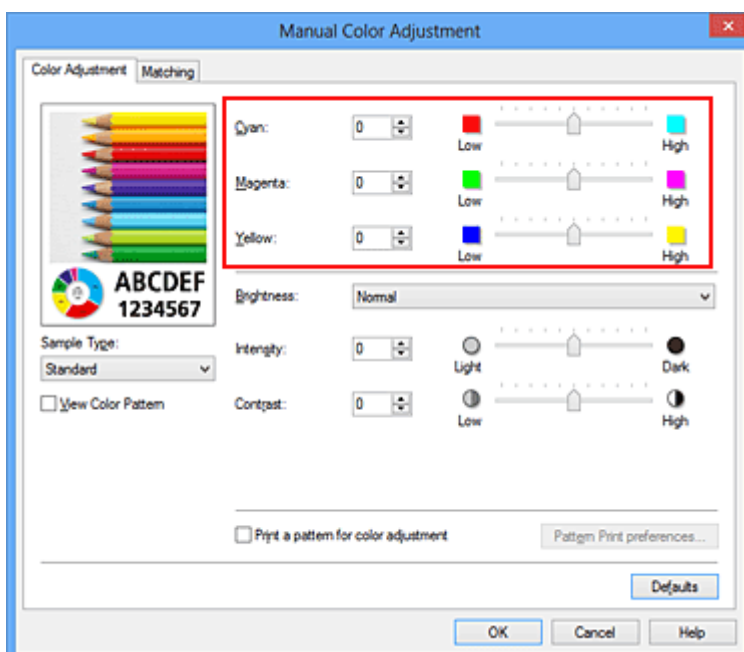 Manual Color Adjustment
Color Adjustment Matching
Cyan: 0 Low High
Magenta: 0 Low High
Yellow: 0 Low High
ABCDEF
1234567
Brightness: Normal
Sample Type:
Standard
Intensity: 0 Light Dark
View Color Pattern
Contrast: 0 Low High
Print a pattern for color adjustment Pattern Print preferences...
Defaults
OK Cancel Help